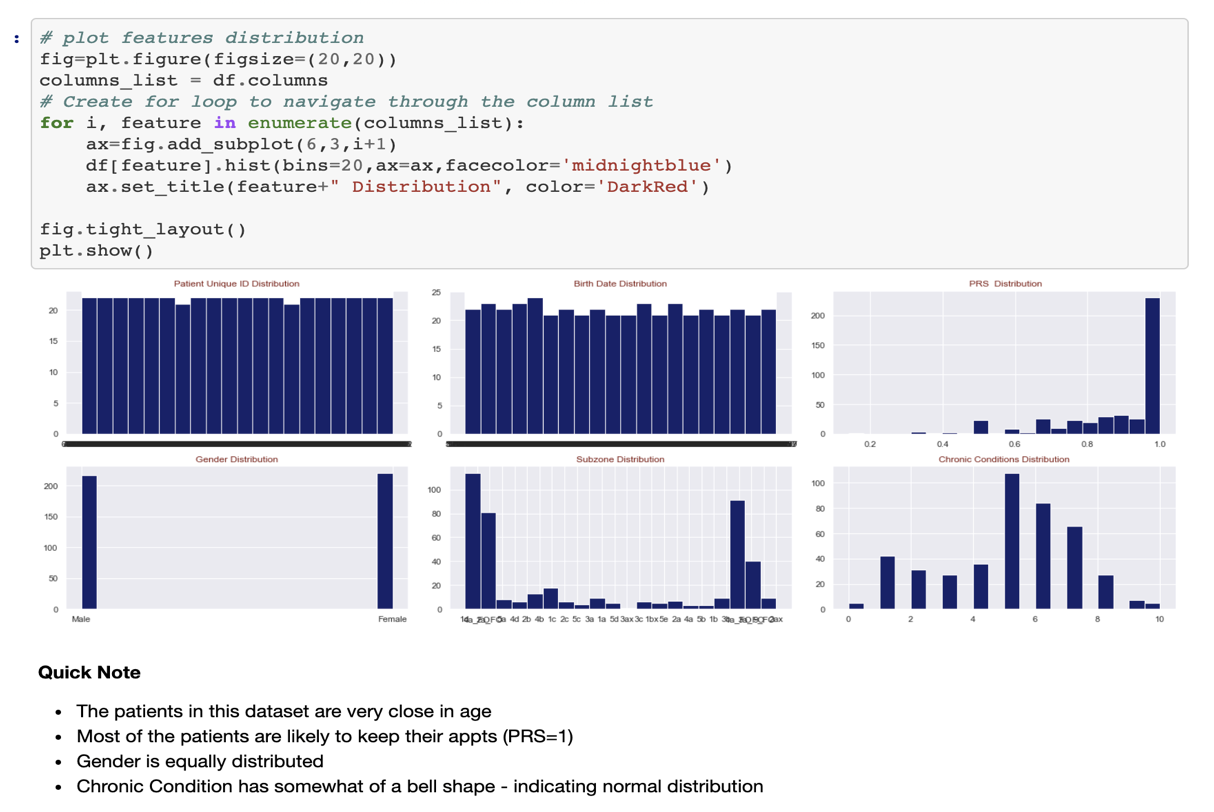 :
# plot features distribution
fig=plt.figure(figsize=(20,20))
columns_list = df.columns
# Create for loop to navigate through the column list
for i, feature in enumerate(columns_list):
    ax=fig.add_subplot(6,3,i+1)
    df[feature].hist(bins=20,ax=ax,facecolor='midnightblue')
    ax.set_title(feature+" Distribution", color='DarkRed')
fig.tight_layout()
plt.show()
Patient Unique ID Distribution
20
15
10
5
0
Birth Date Distribution
25
20
15
10
5
0
PRS  Distribution
200
150
100
50
0
0.2 0.4 0.6 0.8 1.0
Gender Distribution
200
150
100
50
0
Male Female
Subzone Distribution
100
80
60
40
20
0
4d 2b 4b 1c 2c 5c 3a 1a 5d 3ax 3c 1bx 5e 2a 4a 5b 1b
Chronic Conditions Distribution
100
80
60
40
20
0
0 2 4 6 8 10
Quick Note
• The patients in this dataset are very close in age
• Most of the patients are likely to keep their appts (PRS=1)
• Gender is equally distributed
• Chronic Condition has somewhat of a bell shape - indicating normal distribution